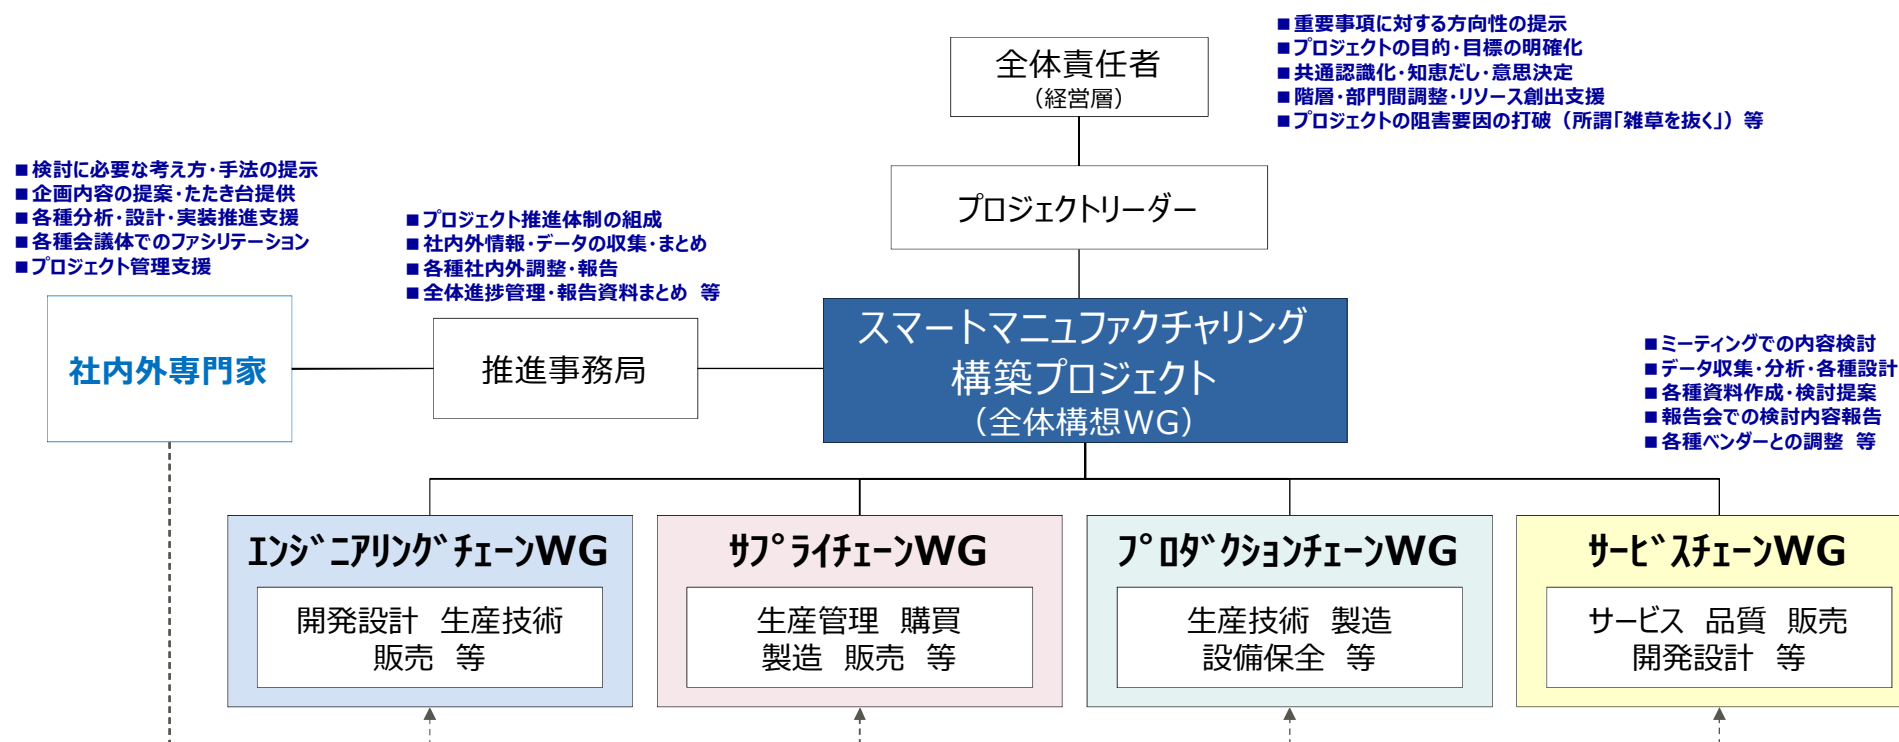 ■重要事項に対する方向性の提示
■プロジェクトの目的・目標の明確化
■共通認識化・知恵だし・意思決定
■階層・部門間調整・リソース創出支援
■プロジェクトの阻害要因の打破（所謂「雑草を抜く」）等
全体責任者
（経営層）
プロジェクトリーダー
■検討に必要な考え方・手法の提示
■企画内容の提案・たたき台提供
■各種分析・設計・実装推進支援
■各種会議体でのファシリテーション
■プロジェクト管理支援
■プロジェクト推進体制の組成
■社内外情報・データの収集・まとめ
■各種社内外調整・報告
■全体進捗管理・報告資料まとめ 等
社内外専門家
推進事務局
スマートマニュファクチャリング
構築プロジェクト
（全体構想WG）
■ミーティングでの内容検討
■データ収集・分析・各種設計
■各種資料作成・検討提案
■報告会での検討内容報告
■各種ベンダーとの調整 等
ｴﾝｼﾞﾆｱﾘﾝｸﾞﾁｪｰﾝWG
開発設計 生産技術
販売 等
ｻﾌﾟﾗｲﾁｪｰﾝWG
生産管理 購買
製造 販売 等
ﾌﾟﾛﾀﾞｸｼｮﾝﾁｪｰﾝWG
生産技術 製造
設備保全 等
ｻｰﾋﾞｽﾁｪｰﾝWG
サービス 品質 販売
開発設計 等